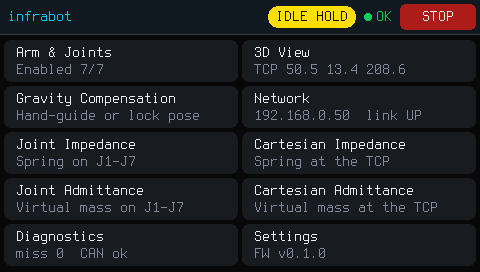 infrabot
IDLE HOLD
OK
STOP
Arm & Joints
Enabled 7/7
3D View
TCP 50.5 13.4 208.6
Gravity Compensation
Hand-guide or lock pose
Network
192.168.0.50 link UP
Joint Impedance
Spring on J1-J7
Cartesian Impedance
Spring at the TCP
Joint Admittance
Virtual mass on J1-J7
Cartesian Admittance
Virtual mass at the TCP
Diagnostics
miss 0 CAN ok
Settings
FW v0.1.0